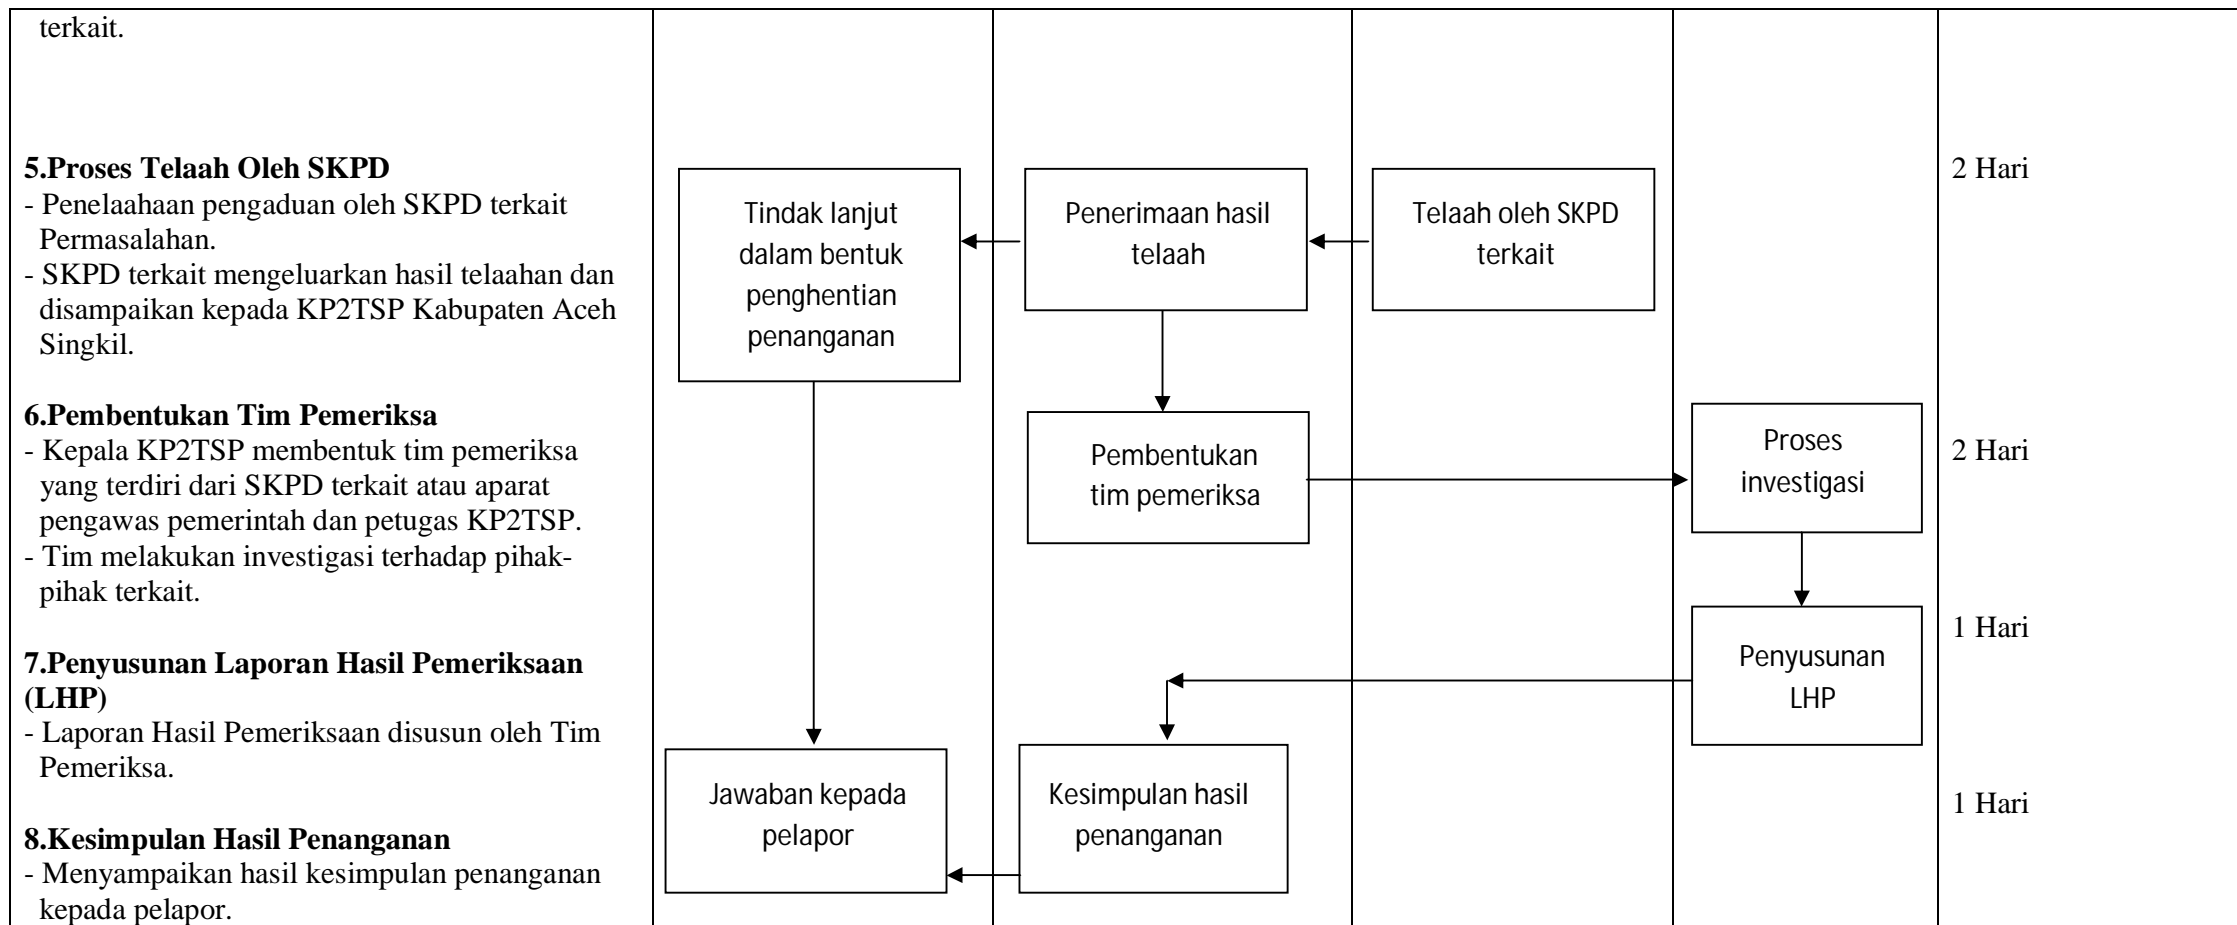 terkait.
5.Proses Telaah Oleh SKPD
- Penelaahan pengaduan oleh SKPD terkait
Permasalahan.
- SKPD terkait mengeluarkan hasil telaahan dan
disampaikan kepada KP2TSP Kabupaten Aceh
Singkil.
6.Pembentukan Tim Pemeriksa
- Kepala KP2TSP membentuk tim pemeriksa
yang terdiri dari SKPD terkait atau aparat
pengawas pemerintah dan petugas KP2TSP.
- Tim melakukan investigasi terhadap pihak-
pihak terkait.
7.Penyusunan Laporan Hasil Pemeriksaan
(LHP)
- Laporan Hasil Pemeriksaan disusun oleh Tim
Pemeriksa.
8.Kesimpulan Hasil Penanganan
- Menyampaikan hasil kesimpulan penanganan
kepada pelapor.
Tindak lanjut
dalam bentuk
penghentian
penanganan
Jawaban kepada
pelapor
Penerimaan hasil
telaah
Pembentukan
tim pemeriksa
Kesimpulan hasil
penanganan
Telaah oleh SKPD
terkait
Proses
investigasi
Penyusunan
LHP
2 Hari
2 Hari
1 Hari
1 Hari